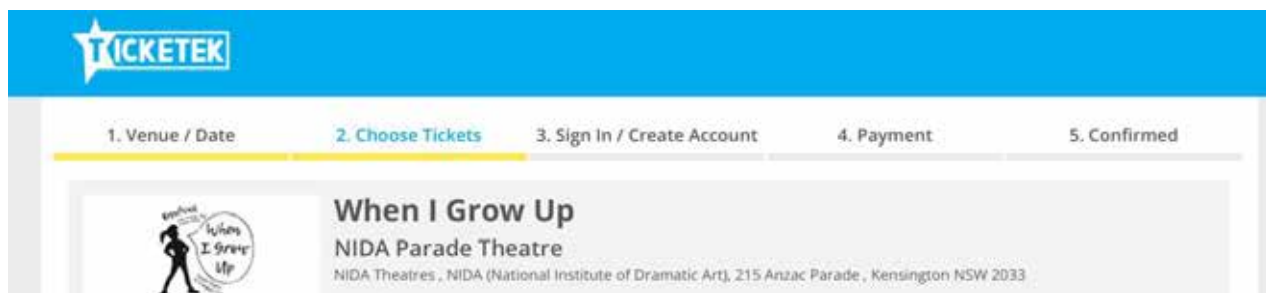 TICKETEK
1. Venue / Date
2. Choose Tickets
3. Sign In / Create Account
4. Payment
5. Confirmed
When I Grow Up
NIDA Parade Theatre
NIDA Theatres , NIDA (National Institute of Dramatic Art), 215 Anzac Parade , Kensington NSW 2033
When
I Grow
Up